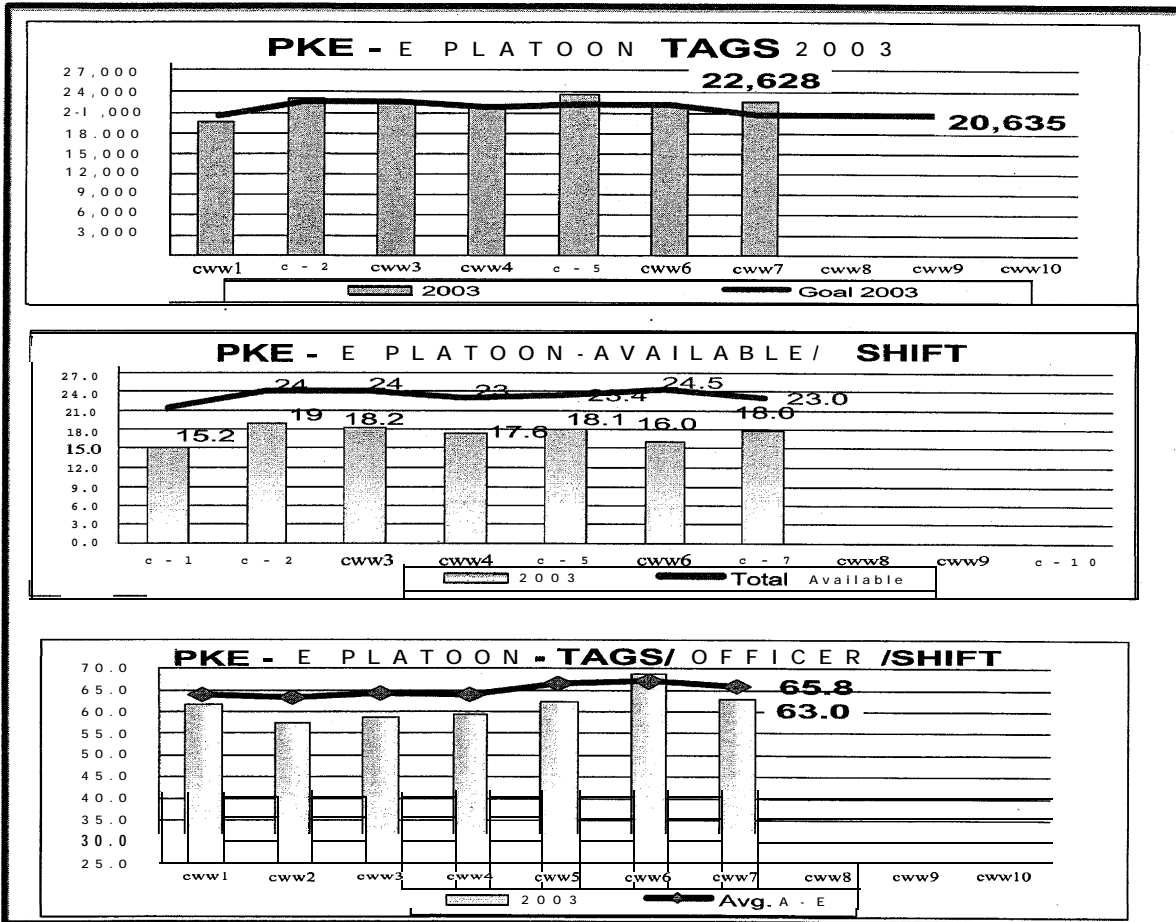 PKE - E PLATOON TAGS 2003
27,000
24,000
2-I ,000
18.000
15,000
12,000
9,000
6,000
3,000
22,628
20,635
cww1 c - 2 cww3 cww4 c - 5 cww6 cww7 cww8 cww9 cww10
2003 Goal 2003
PKE - E PLATOON-AVAILABLE/ SHIFT
27.0
24.0
21.0
18.0
15.0
12.0
9.0
6.0
3.0
0.0
24 24 23 23.4 24.5 23.0
15.2 19 18.2 17.6 18.1 16.0 18.0
c - 1 c - 2 cww3 cww4 c - 5 cww6 c - 7 cww8 cww9 c - 10
2003 Total Available
PKE - E PLATOON - TAGS/ OFFICER /SHIFT
70.0
65.0
60.0
55.0
50.0
45.0
40.0
35.0
30.0
25.0
65.8
63.0
cww1 cww2 cww3 cww4 cww5 cww6 cww7 cww8 cww9 cww10
2003 Avg. A - E